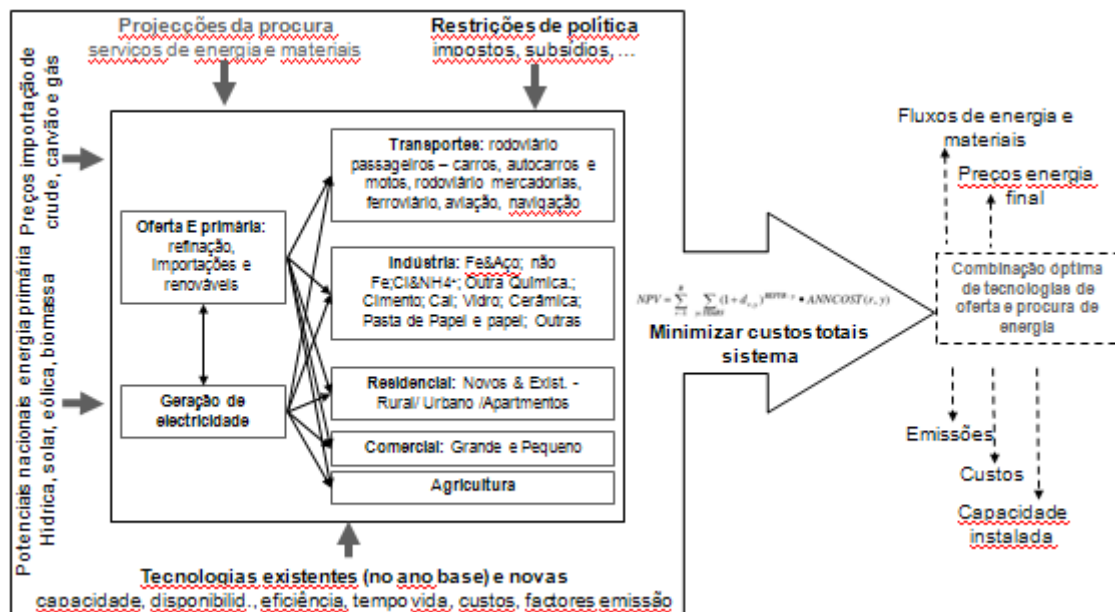 Projecções da procura
serviços de energia e materiais
Restrições de política
impostos, subsídios, ...
Preços importação de
crude, carvão e gás
Potenciais nacionais energia primária
Hídrica, solar, eólica, biomassa
Oferta E primária:
refinação,
importações e
renováveis
Geração de
electricidade
Transportes: rodoviário
passageiros – carros, autocarros e
motos, rodoviário mercadorias,
ferroviário, aviação, navigação
Indústria: Fe&Aço; não
Fe;Cl&NH4+; Outra Química.;
Cimento; Cal; Vidro; Cerâmica;
Pasta de Papel e papel; Outras
Residencial: Novos & Exist. -
Rural/ Urbano /Apartmentos
Comercial: Grande e Pequeno
Agricultura
Tecnologias existentes (no ano base) e novas
capacidade, disponibilid., eficiência, tempo vida, custos, factores emissão
NPV = ∑ ∑ (1 + d) • ANNCOST(r, y)
Minimizar custos totais
sistema
Fluxos de energia e
materiais
Preços energia
final
Combinação óptima
de tecnologias de
oferta e procura de
energia
Emissões
Custos
Capacidade
instalada